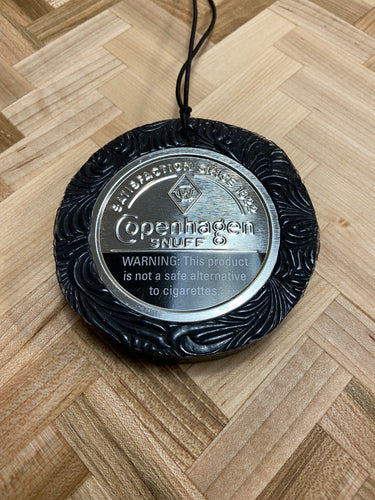 SATISFACTION SINCE 1822
W
Copenhagen
SNUFF
WARNING: This product
is not a safe alternative
to cigarettes.